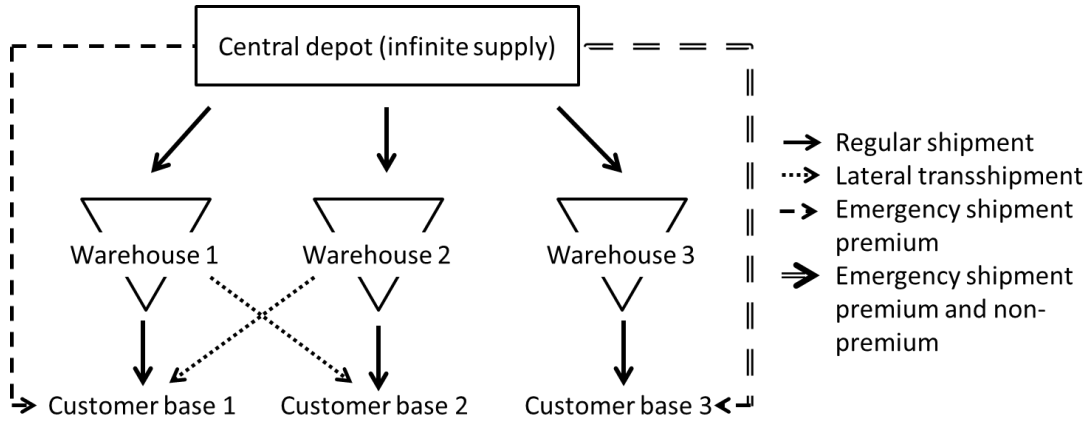 Central depot (infinite supply)
Regular shipment
Lateral transshipment
Emergency shipment
premium
Emergency shipment
premium and non-
premium
Warehouse 1
Warehouse 2
Warehouse 3
Customer base 1
Customer base 2
Customer base 3